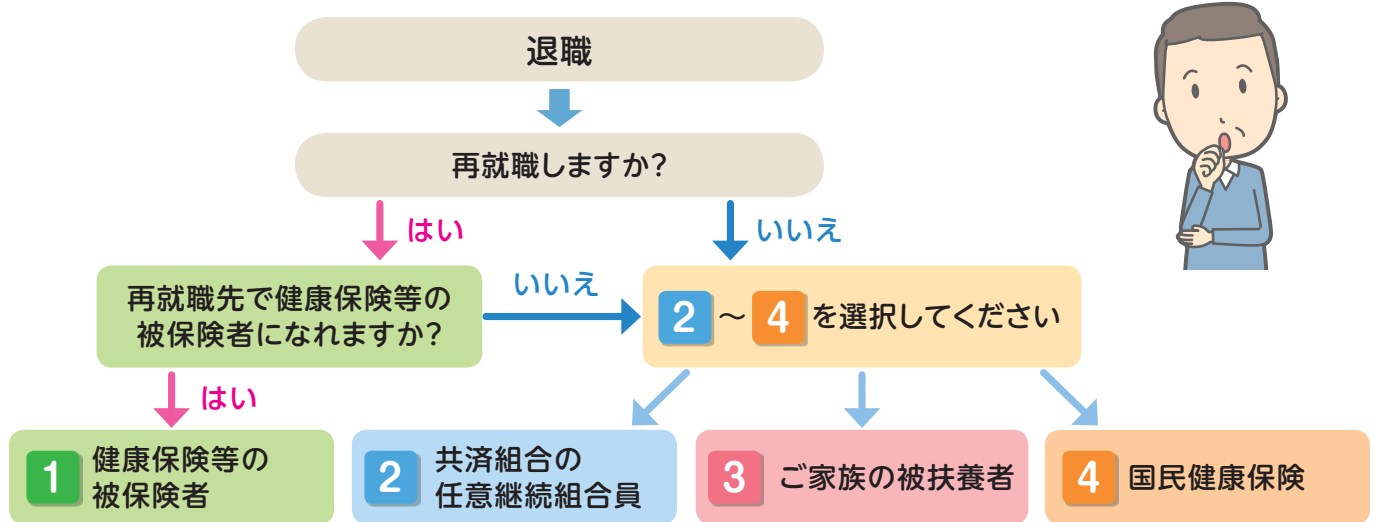 退職
再就職しますか?
はい
いいえ
再就職先で健康保険等の
被保険者になれますか?
いいえ
2 ～ 4 を選択してください
はい
1 健康保険等の
被保険者
2 共済組合の
任意継続組合員
3 ご家族の被扶養者
4 国民健康保険